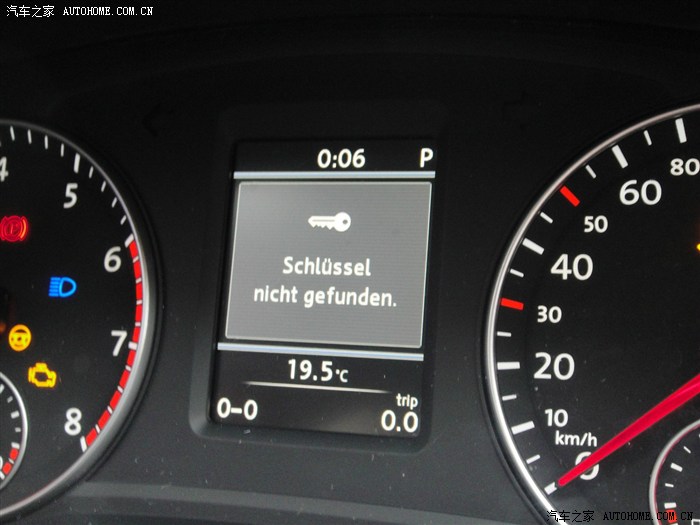 汽车之家 AUTOHOME.COM.CN
0:06 P
Schlüssel
nicht gefunden.
19.5°C
trip
0-0 0.0
4
5
6
7
8
80
60
50
40
30
20
10
km/h
0
汽车之家 AUTOHOME.COM.CN